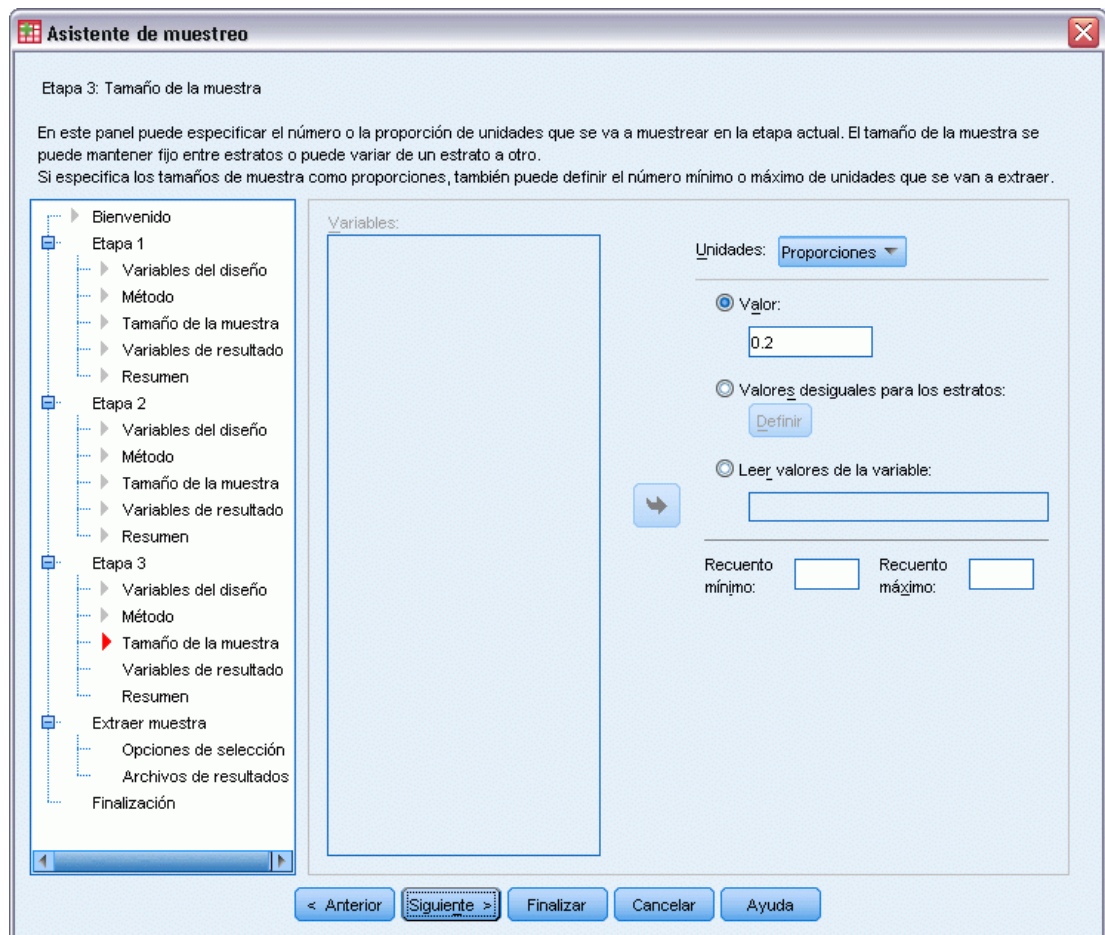 Asistente de muestreo
Etapa 3: Tamaño de la muestra
En este panel puede especificar el número o la proporción de unidades que se va a muestrear en la etapa actual. El tamaño de la muestra se
puede mantener fijo entre estratos o puede variar de un estrato a otro.
Si especifica los tamaños de muestra como proporciones, también puede definir el número mínimo o máximo de unidades que se van a extraer.
Bienvenido
Etapa 1
Variables del diseño
Método
Tamaño de la muestra
Variables de resultado
Resumen
Etapa 2
Variables del diseño
Método
Tamaño de la muestra
Variables de resultado
Resumen
Etapa 3
Variables del diseño
Método
Tamaño de la muestra
Variables de resultado
Resumen
Extraer muestra
Opciones de selección
Archivos de resultados
Finalización
Variables:
Unidades: Proporciones
Valor:
0.2
Valores desiguales para los estratos:
Definir
Leer valores de la variable:
Recuento mínimo:
Recuento máximo:
< Anterior
Siguiente >
Finalizar
Cancelar
Ayuda